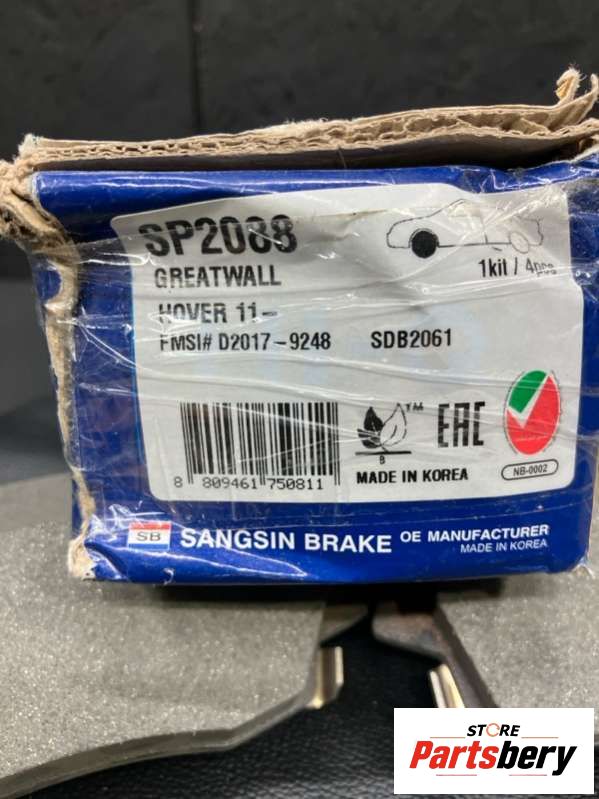 SP2088
GREATWALL
HOVER 11-
FMSI# D2017-9248 SDB2061
1kit / 4pcs
8 809461 750811
B
TM
EAC
MADE IN KOREA
NB-0002
SB SANGSIN BRAKE OE MANUFACTURER
MADE IN KOREA
STORE
Partsbery